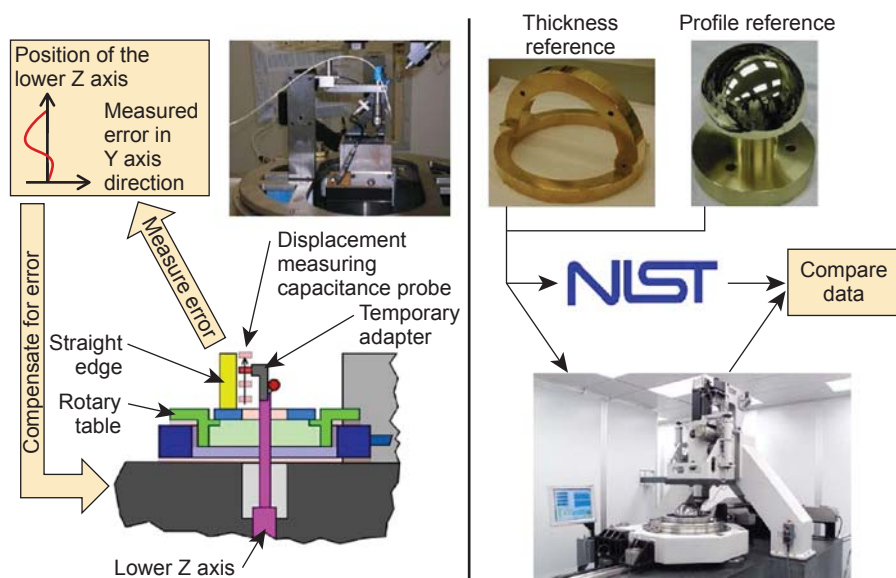 Position of the
lower Z axis
Measured
error in
Y axis
direction
Measure error
Compensate for error
Displacement
measuring
capacitance probe
Temporary
adapter
Straight
edge
Rotary
table
Lower Z axis
Thickness
reference
Profile reference
NIST
Compare
data